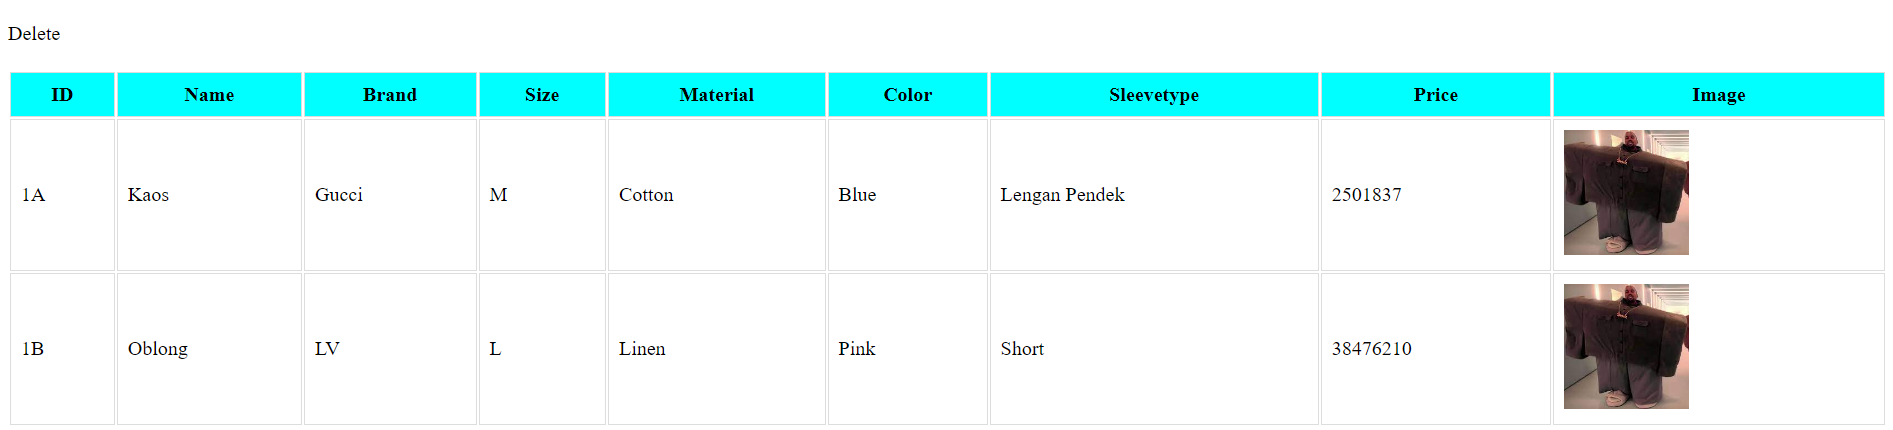 Delete
ID Name Brand Size Material Color Sleevetype Price Image
1A Kaos Gucci M Cotton Blue Lengan Pendek 2501837
1B Oblong LV L Linen Pink Short 38476210